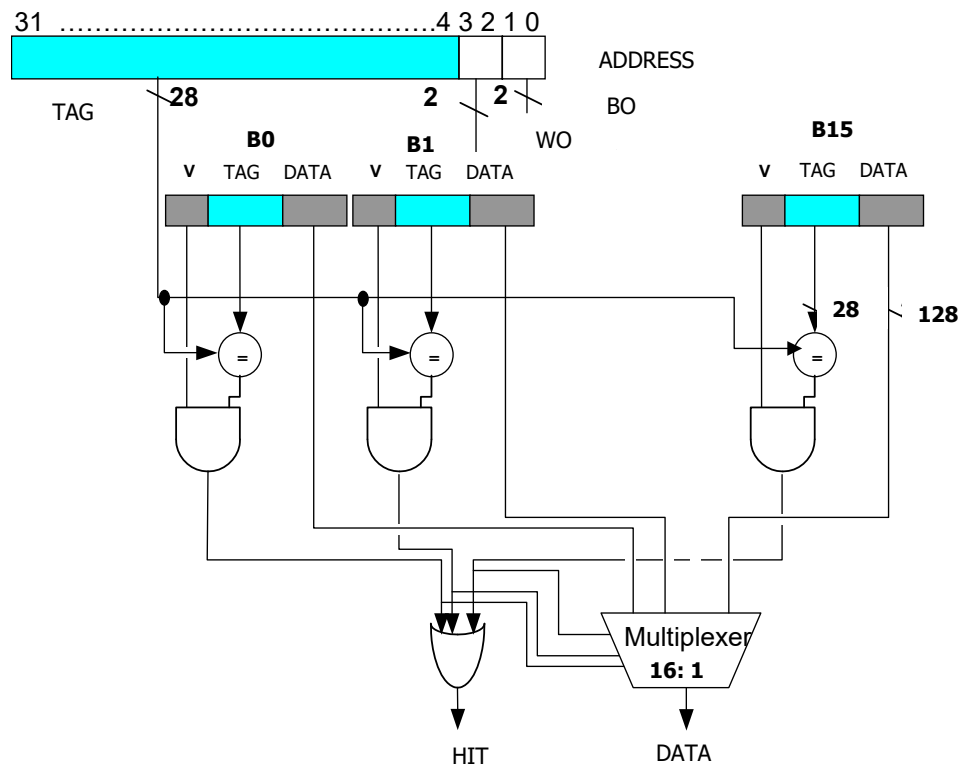 31 ........................................4 3 2 1 0
ADDRESS
TAG
28
2
2
BO
WO
B0
B1
B15
V TAG DATA
V TAG DATA
V TAG DATA
28
128
=
=
=
Multiplexer
16: 1
HIT
DATA